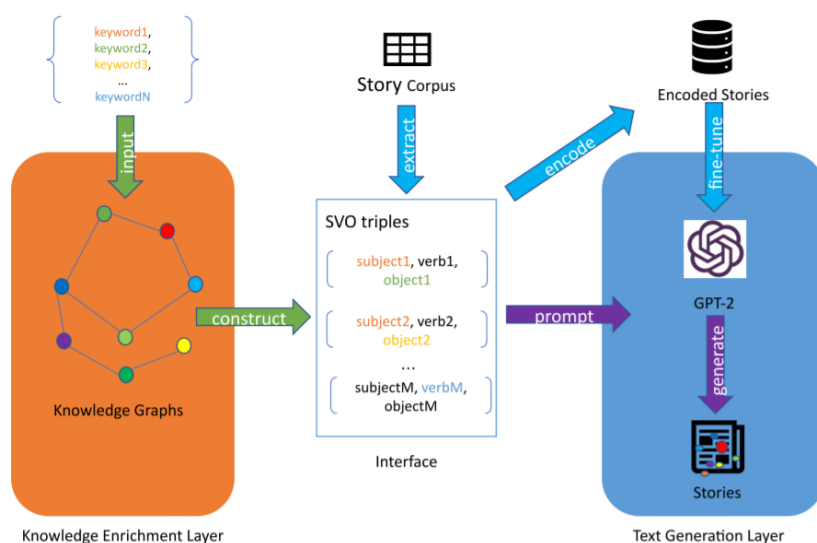 keyword1,
keyword2,
keyword3,
...
keywordN
input
Knowledge Graphs
Knowledge Enrichment Layer
construct
Story Corpus
extract
SVO triples
subject1, verb1,
object1
subject2, verb2,
object2
...
subjectM, verbM,
objectM
Interface
encode
prompt
Encoded Stories
fine-tune
GPT-2
generate
Stories
Text Generation Layer